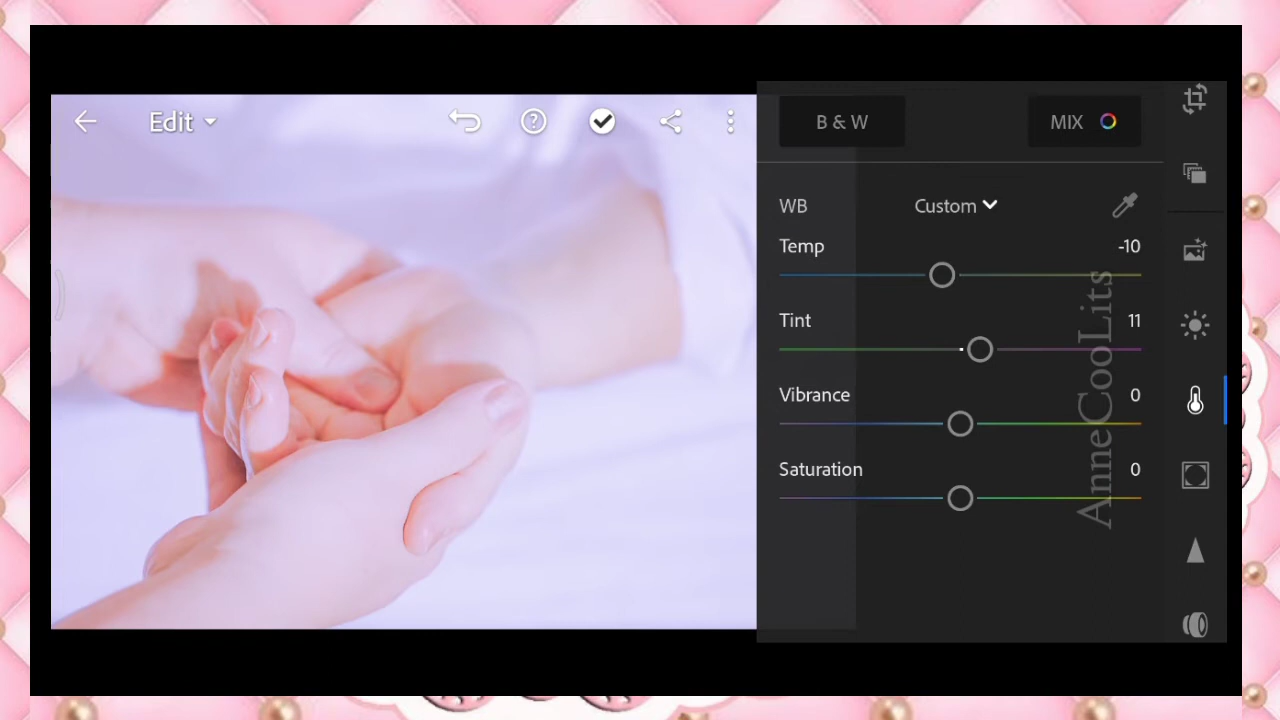 Edit
B & W
MIX
WB
Custom
Temp
-10
Tint
11
Vibrance
0
Saturation
0
AnneCooLits